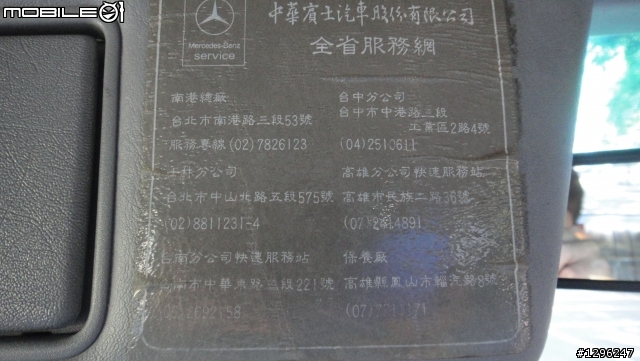 MOBILE01
Mercedes-Benz
service
中華賓士汽車股份有限公司
全省服務網
南港總廠
台北市南港路三段53號
服務專線(02)7826123
士林分公司
台北市中山北路五段575號
(02)8811231-4
台南分公司快速服務站
台南市中華東路三段221號
台中分公司
台中市中港路三段
工業區2路4號
(04)2510611
高雄分公司快速服務站
高雄市民族二路36號
4891
保養廠
高雄縣鳳山市輜汽路8號
#1296247